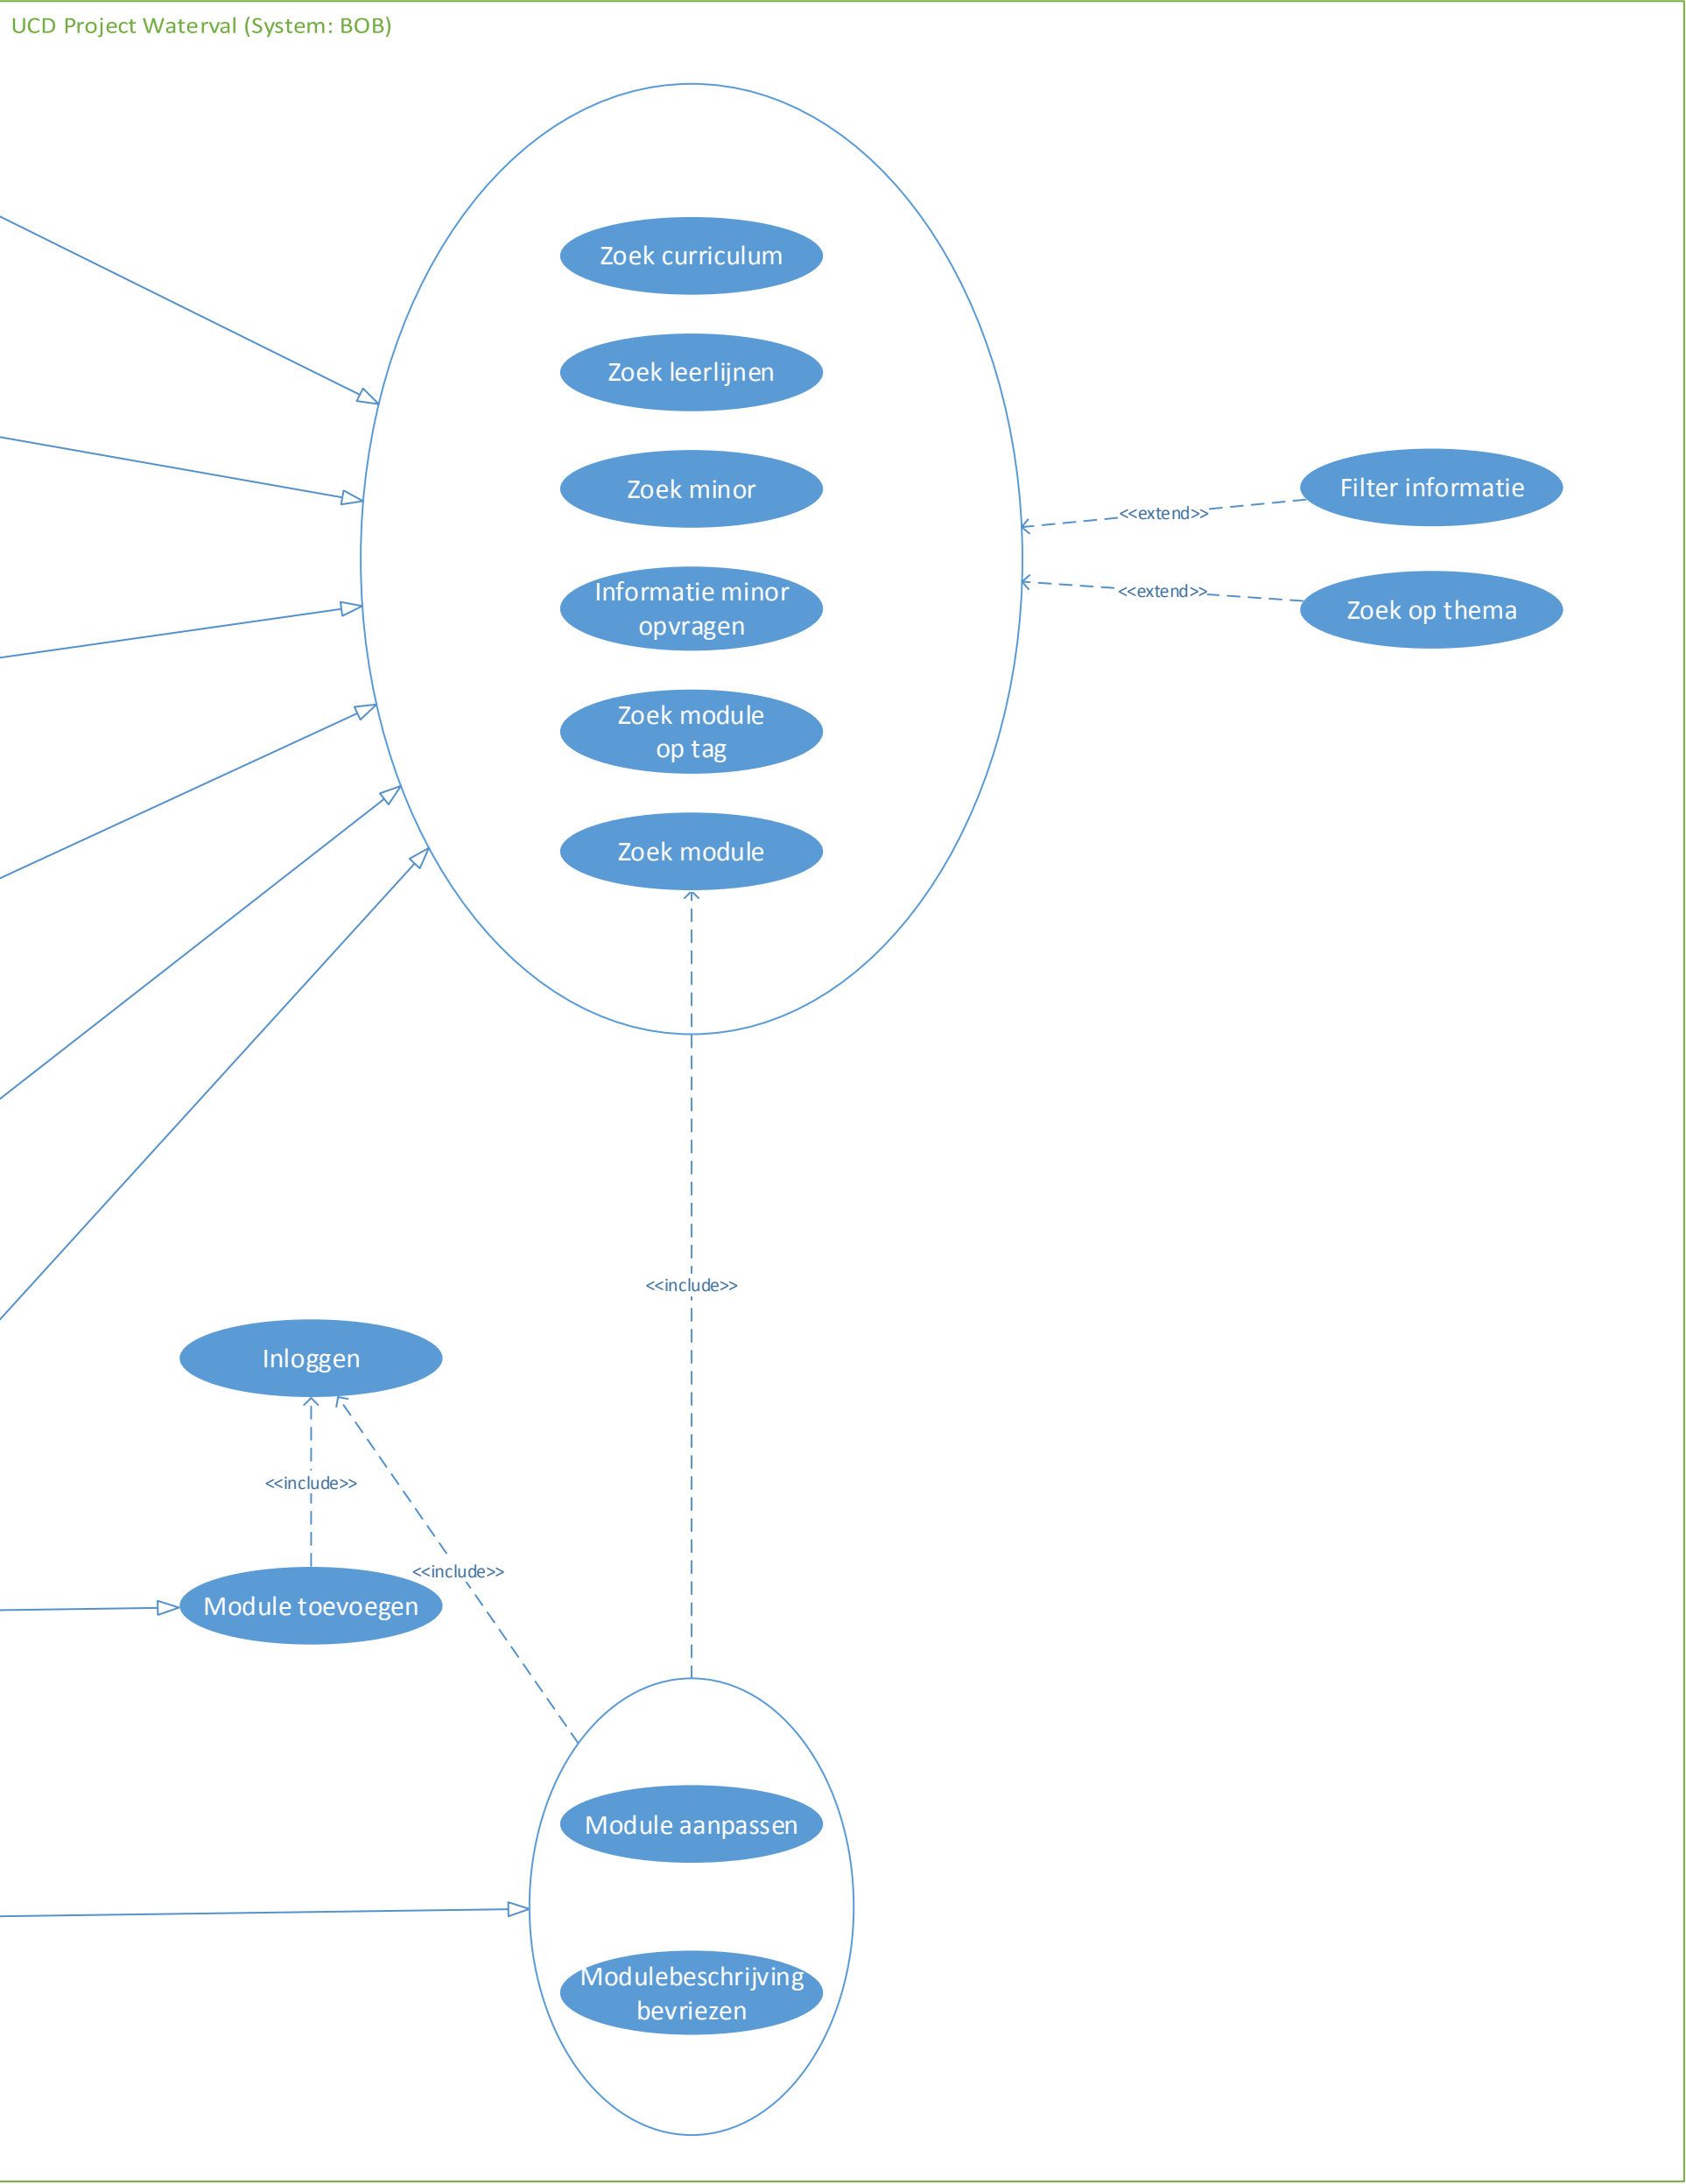 UCD Project Waterval (System: BOB)
Zoek curriculum
Zoek leerlijnen
Zoek minor
Filter informatie
<<extend>>
Informatie minor
opvragen
<<extend>>
Zoek op thema
Zoek module
op tag
Zoek module
<<include>>
Inloggen
<<include>>
<<include>>
Module toevoegen
Module aanpassen
Modulebeschrijving
bevriezen